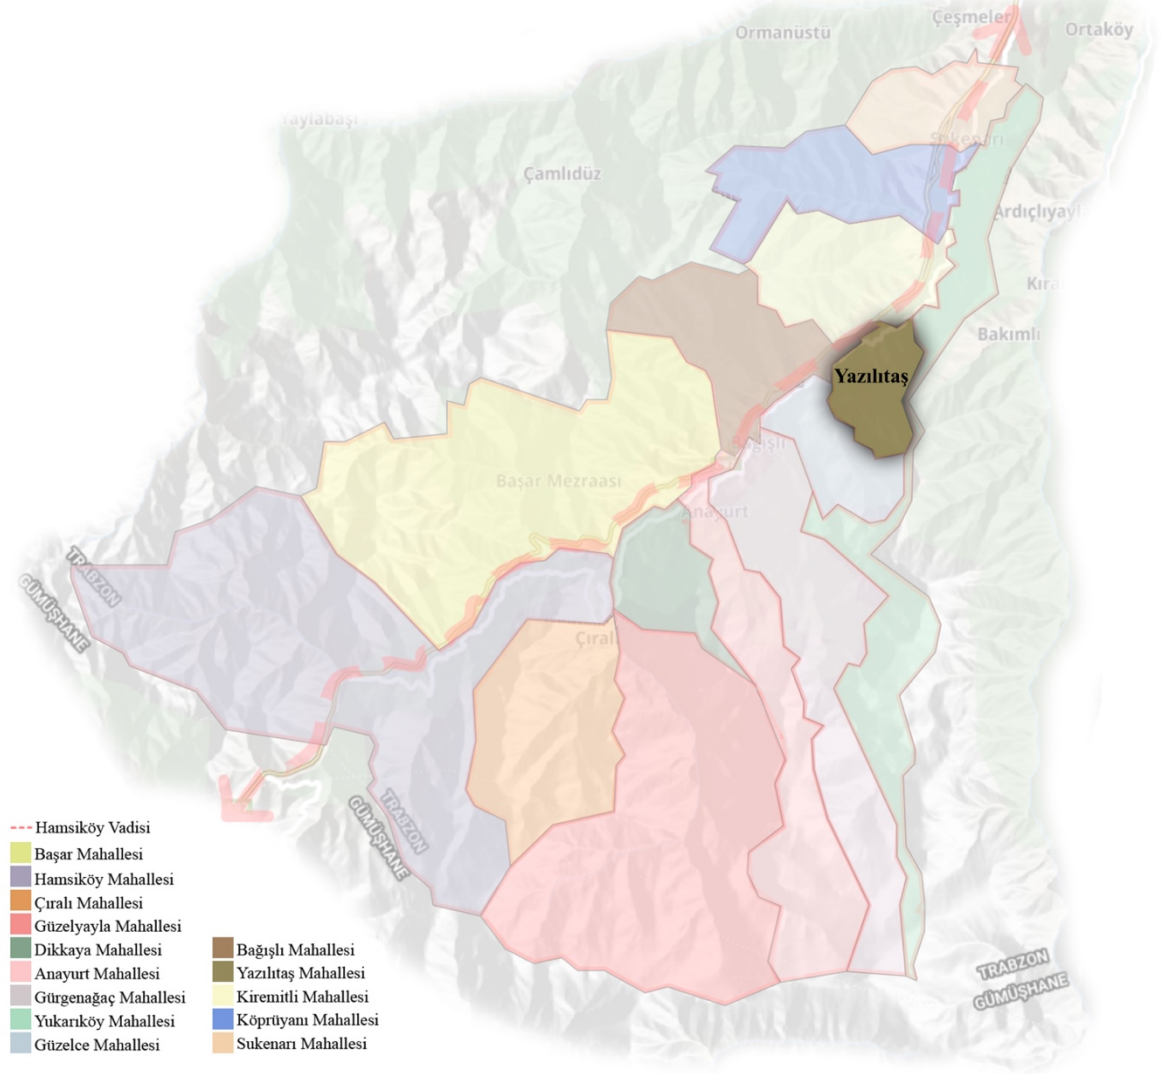 Çeşmeler
Ormanüstü
Ortaköy
Yaylabaşı
Sukenarı
Çamlıdüz
Ardıçlıyayla
Kıra
Bakımlı
Yazılıtaş
Bağışlı
Başar Mezraası
Anayurt
TRABZON
GÜMÜŞHANE
Çıralı
TRABZON
GÜMÜŞHANE
TRABZON
GÜMÜŞHANE
Hamsiköy Vadisi
Başar Mahallesi
Hamsiköy Mahallesi
Çıralı Mahallesi
Güzelyayla Mahallesi
Dikkaya Mahallesi
Anayurt Mahallesi
Gürgenağaç Mahallesi
Yukarıköy Mahallesi
Güzelce Mahallesi
Bağışlı Mahallesi
Yazılıtaş Mahallesi
Kiremitli Mahallesi
Köprüyanı Mahallesi
Sukenarı Mahallesi